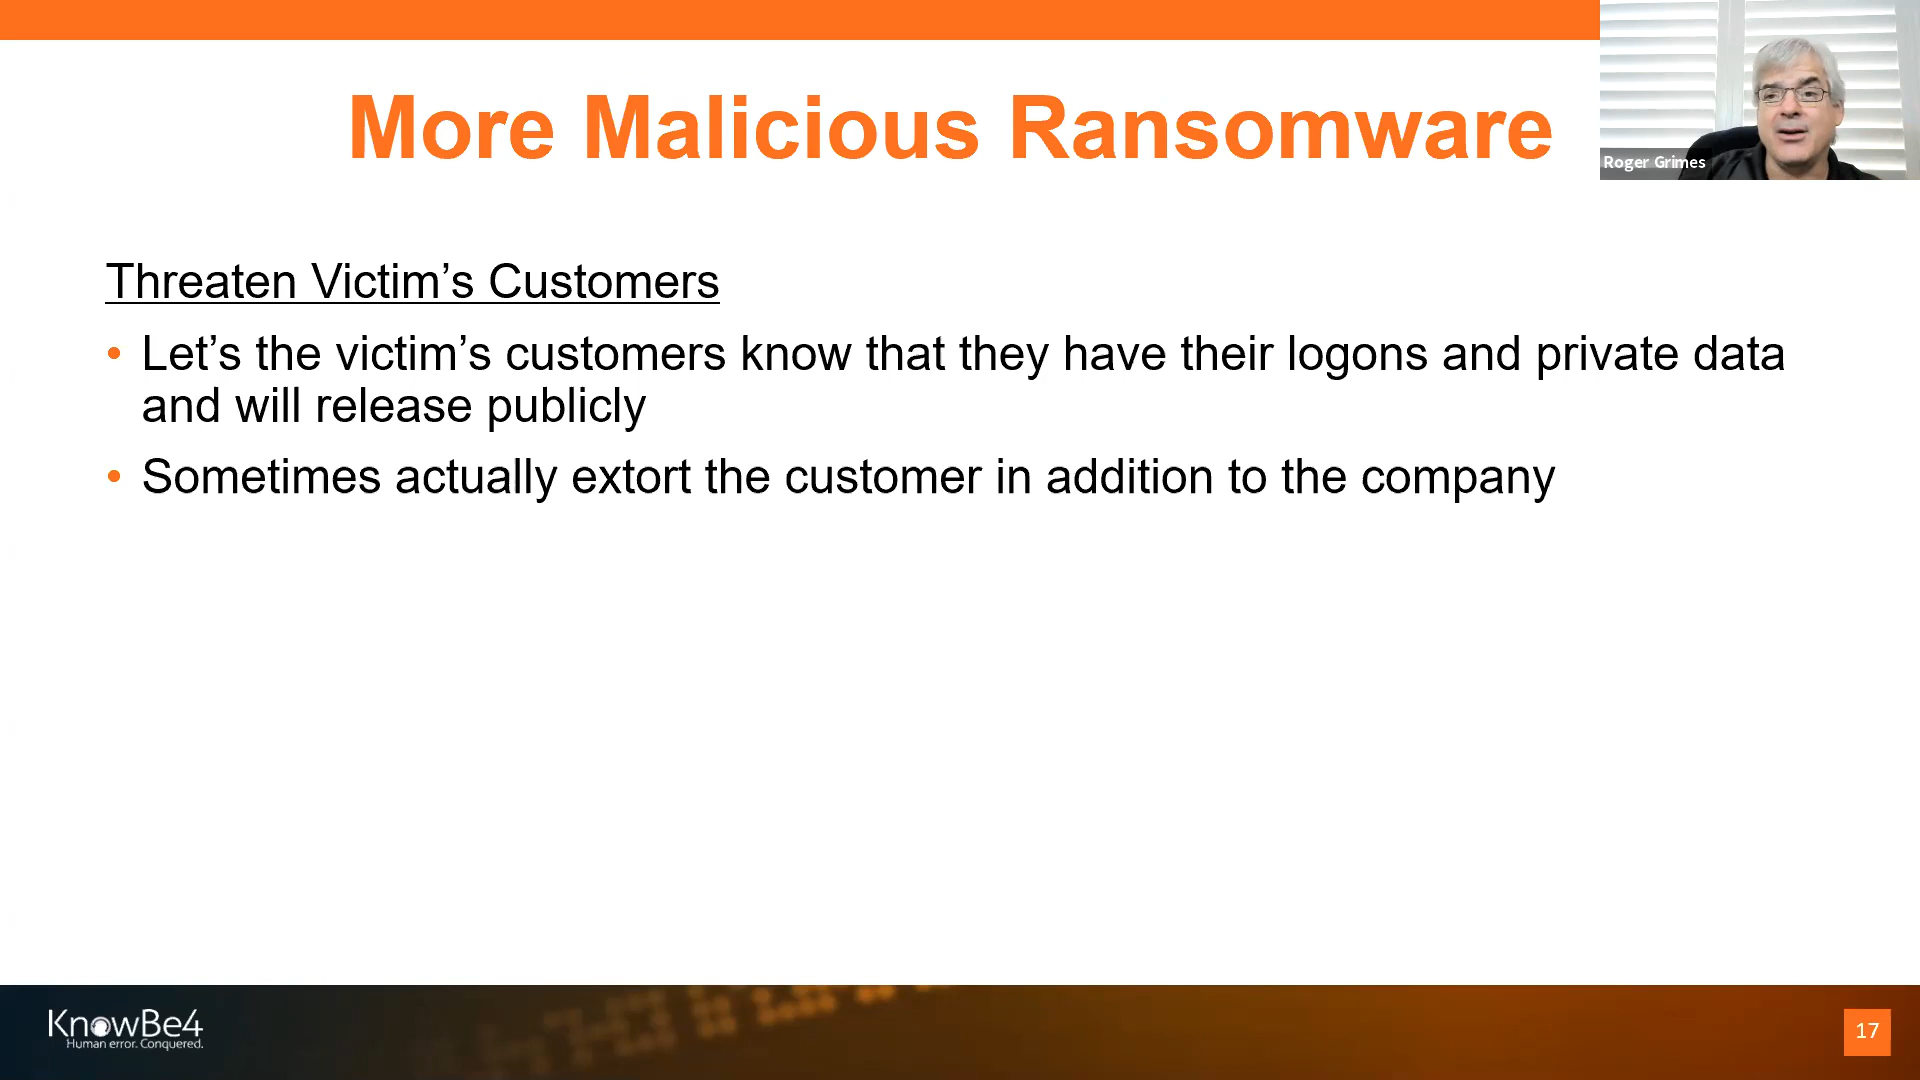 More Malicious Ransomware
Roger Grimes
Threaten Victim’s Customers
• Let’s the victim’s customers know that they have their logons and private data
and will release publicly
• Sometimes actually extort the customer in addition to the company
KnowBe4
Human error. Conquered.
17